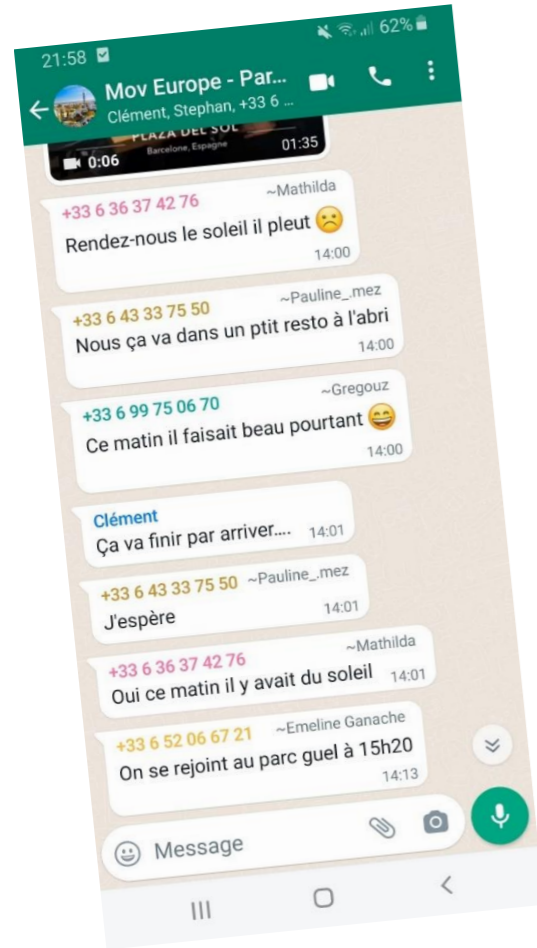 21:58
62%
Mov Europe - Par...
Clément, Stephan, +33 6 ...
PLAZA DEL SOL
Barcelone, Espagne
0:06
01:35
+33 6 36 37 42 76 ~Mathilda
Rendez-nous le soleil il pleut ☹️
14:00
+33 6 43 33 75 50 ~Pauline_.mez
Nous ça va dans un ptit resto à l'abri
14:00
+33 6 99 75 06 70 ~Gregouz
Ce matin il faisait beau pourtant 😄
14:00
Clément
Ça va finir par arriver.... 14:01
+33 6 43 33 75 50 ~Pauline_.mez
J'espère 14:01
+33 6 36 37 42 76 ~Mathilda
Oui ce matin il y avait du soleil 14:01
+33 6 52 06 67 21 ~Emeline Ganache
On se rejoint au parc guel à 15h20
14:13
Message